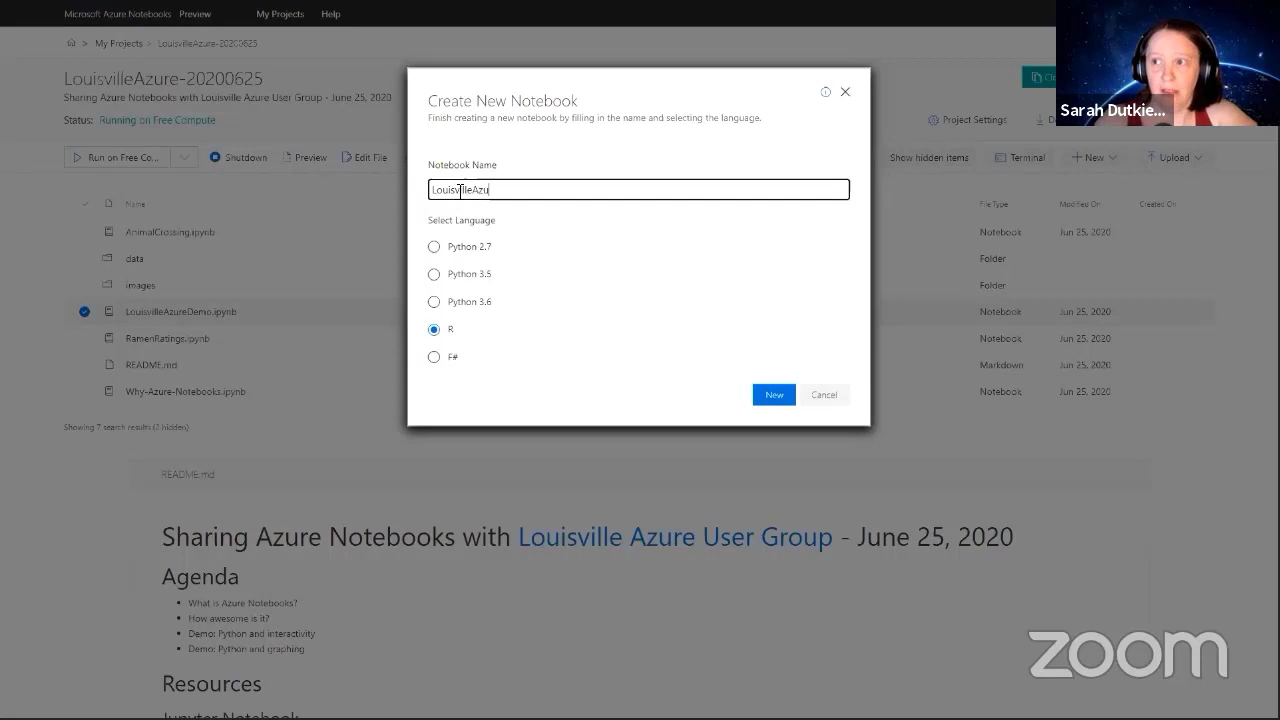 Microsoft Azure Notebooks Preview My Projects Help
> My Projects > LouisvilleAzure-20200625
LouisvilleAzure-20200625
Sharing Azure Notebooks with Louisville Azure User Group - June 25, 2020
Status: Running on Free Compute
Project Settings
Run on Free Co... Shutdown Preview Edit File Show hidden items Terminal New Upload
Name File Type Modified On Created On
AnimalCrossing.ipynb Notebook Jun 25, 2020
data Folder
images Folder
LouisvilleAzureDemo.ipynb Notebook Jun 25, 2020
RamenRatings.ipynb Notebook Jun 25, 2020
README.md Markdown Jun 25, 2020
Why-Azure-Notebooks.ipynb Notebook Jun 25, 2020
Showing 7 search results (2 hidden)
Create New Notebook
Finish creating a new notebook by filling in the name and selecting the language.
Notebook Name
LouisvilleAzu
Select Language
Python 2.7
Python 3.5
Python 3.6
R
F#
New Cancel
README.md
Sharing Azure Notebooks with Louisville Azure User Group - June 25, 2020
Agenda
What is Azure Notebooks?
How awesome is it?
Demo: Python and interactivity
Demo: Python and graphing
Resources
Jupyter Notebook
Sarah Dutkie...
zoom